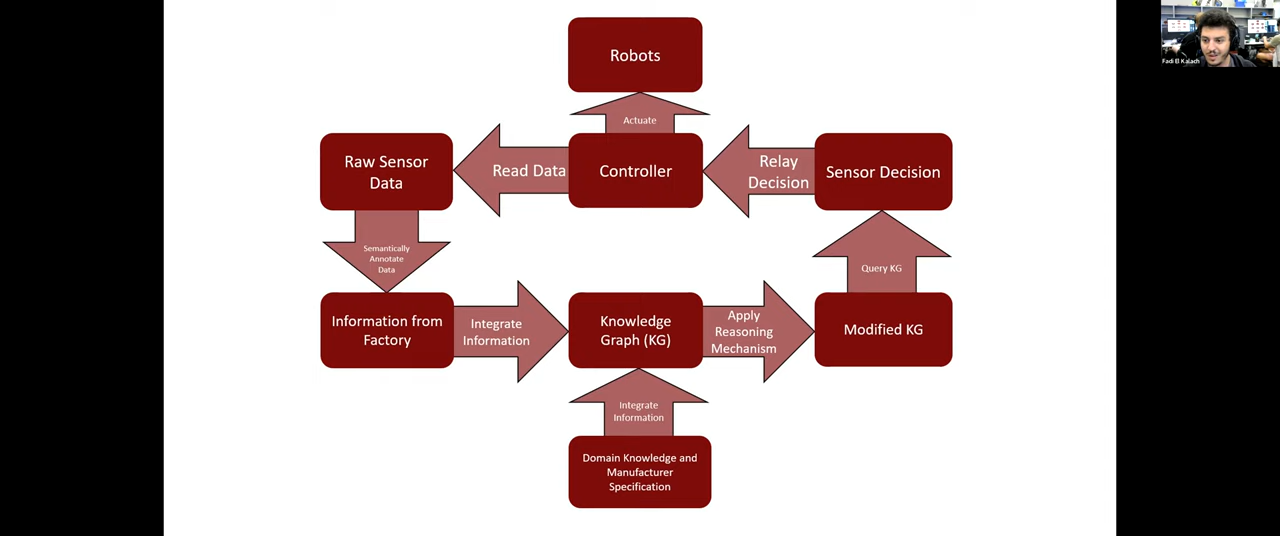 Robots
Fadi El Kalach
Actuate
Raw Sensor
Data
Read Data
Controller
Relay
Decision
Sensor Decision
Semantically
Annotate
Data
Query KG
Information from
Factory
Integrate
Information
Knowledge
Graph (KG)
Apply
Reasoning
Mechanism
Modified KG
Integrate
Information
Domain Knowledge and
Manufacturer
Specification